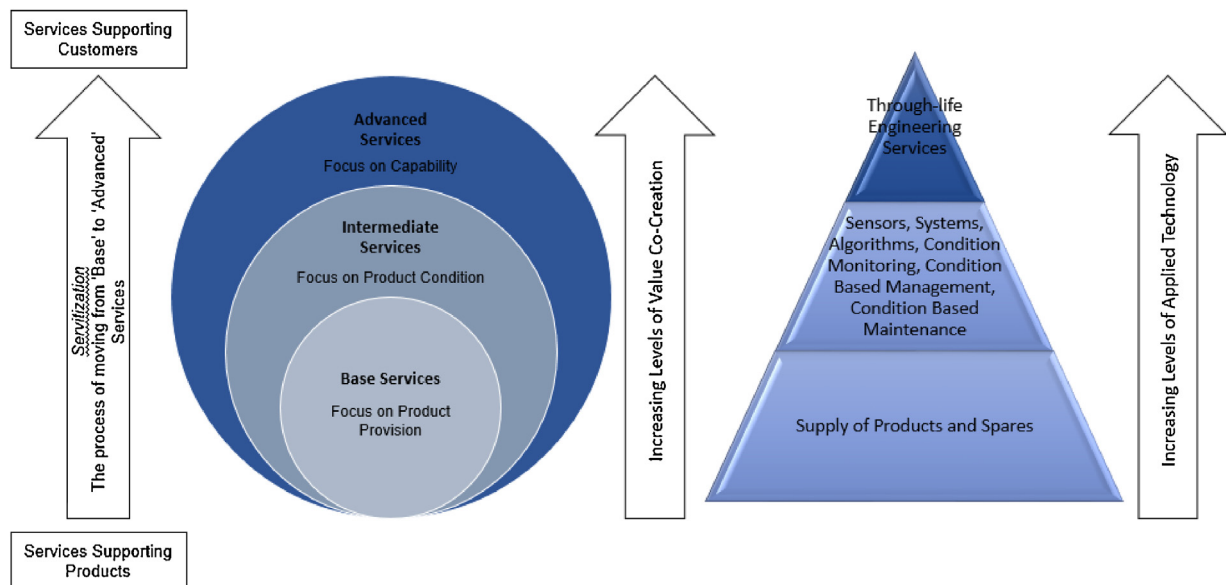 Services Supporting
Customers
Servitization
The process of moving from 'Base' to 'Advanced'
Services
Services Supporting
Products
Advanced
Services
Focus on Capability
Intermediate
Services
Focus on Product Condition
Base Services
Focus on Product
Provision
Increasing Levels of Value Co-Creation
Through-life
Engineering
Services
Sensors, Systems,
Algorithms, Condition
Monitoring, Condition
Based Management,
Condition Based
Maintenance
Supply of Products and Spares
Increasing Levels of Applied Technology